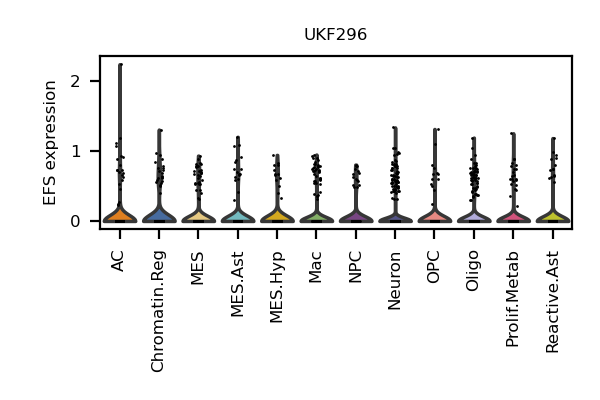 UKF296
EFS expression
2
1
0
AC
Chromatin.Reg
MES
MES.Ast
MES.Hyp
Mac
NPC
Neuron
OPC
Oligo
Prolif.Metab
Reactive.Ast